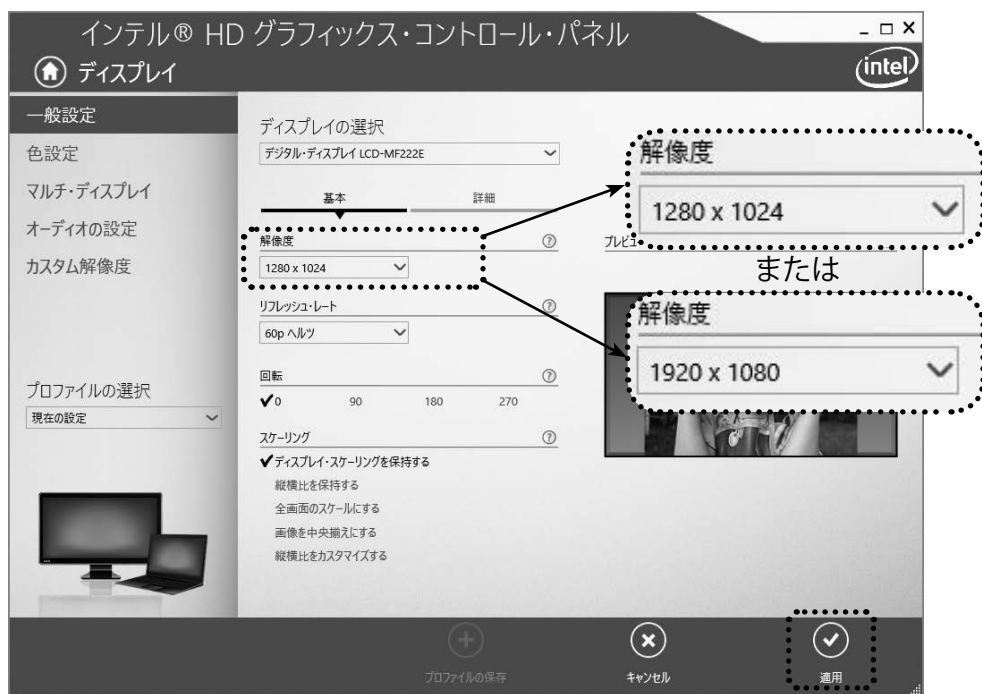 インテル® HD グラフィックス・コントロール・パネル
ディスプレイ
intel
一般設定
色設定
マルチ・ディスプレイ
オーディオの設定
カスタム解像度
プロファイルの選択
現在の設定
ディスプレイの選択
デジタル・ディスプレイ LCD-MF222E
基本
詳細
解像度
?
1280 x 1024
リフレッシュ・レート
?
60p ヘルツ
回転
?
0 90 180 270
スケーリング
?
ディスプレイ・スケーリングを保持する
縦横比を保持する
全画面のスケールにする
画像を中央揃えにする
縦横比をカスタマイズする
解像度
1280 x 1024
プレビュ
または
解像度
1920 x 1080
プロファイルの保存
キャンセル
適用